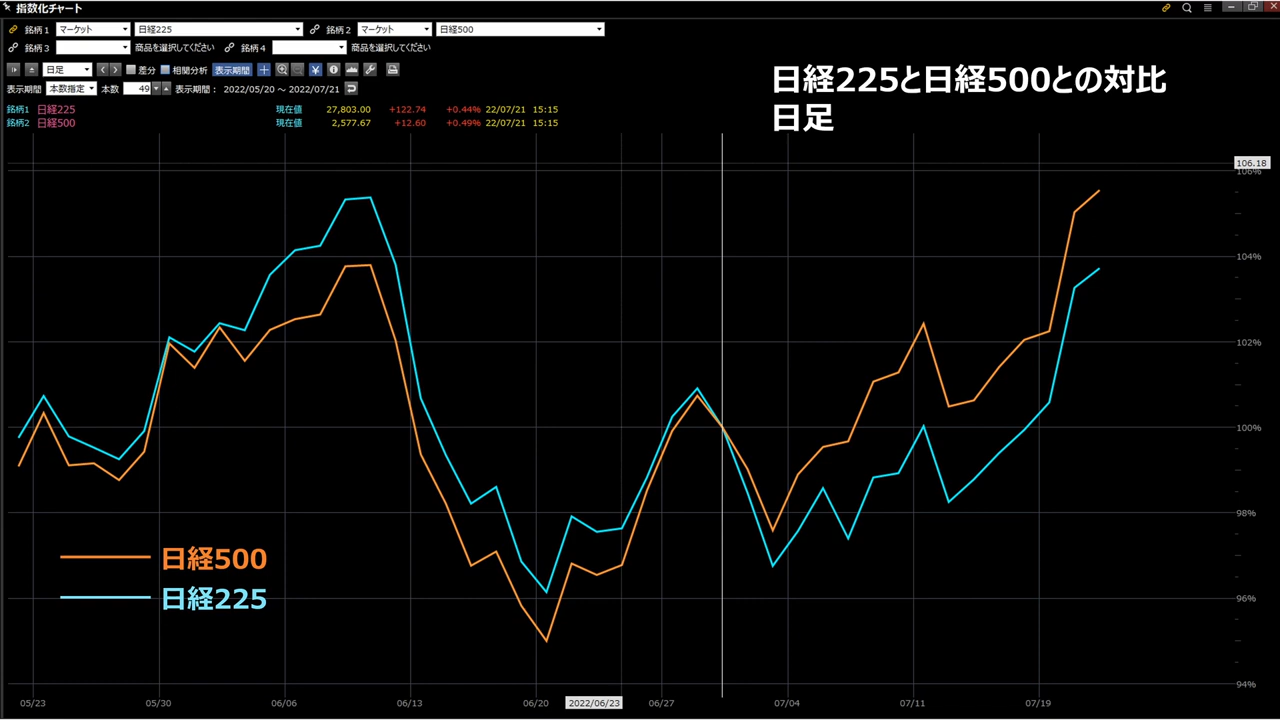 指数化チャート
銘柄1 マーケット 日経225 銘柄2 マーケット 日経500
銘柄3 商品を選択してください 銘柄4 商品を選択してください
日足 差分 相関分析 表示期間 ¥
表示期間 本数指定 本数 49 表示期間: 2022/05/20 ~ 2022/07/21
銘柄1 日経225 現在値 27,803.00 +122.74 +0.44% 22/07/21 15:15
銘柄2 日経500 現在値 2,577.67 +12.60 +0.49% 22/07/21 15:15
日経225と日経500との対比
日足
106.18
106%
104%
102%
100%
98%
96%
94%
日経500
日経225
05/23 05/30 06/06 06/13 06/20 2022/06/23 06/27 07/04 07/11 07/19